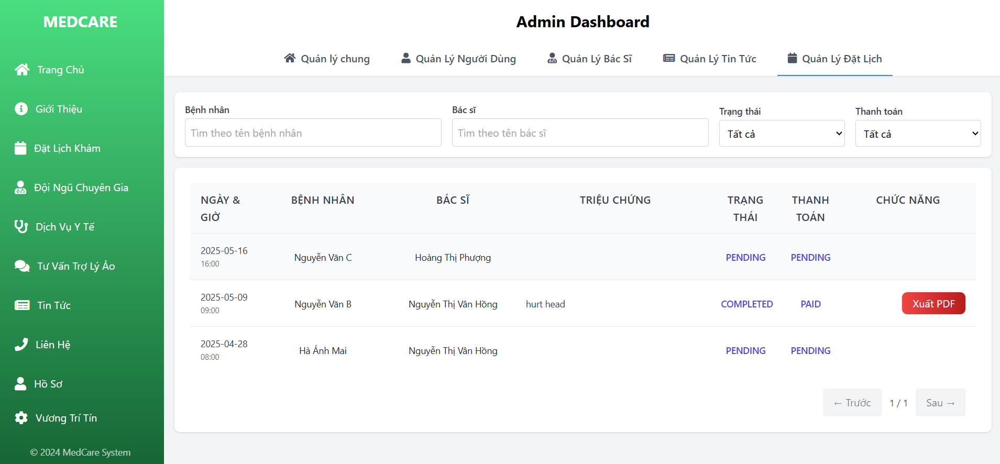 MEDCARE
Trang Chủ
Giới Thiệu
Đặt Lịch Khám
Đội Ngũ Chuyên Gia
Dịch Vụ Y Tế
Tư Vấn Trợ Lý Ảo
Tin Tức
Liên Hệ
Hồ Sơ
Vương Trí Tín
© 2024 MedCare System
Admin Dashboard
Quản lý chung Quản Lý Người Dùng Quản Lý Bác Sĩ Quản Lý Tin Tức Quản Lý Đặt Lịch
Bệnh nhân Bác sĩ Trạng thái Thanh toán
Tìm theo tên bệnh nhân Tìm theo tên bác sĩ Tất cả Tất cả
NGÀY & BỆNH NHÂN BÁC SĨ TRIỆU CHỨNG TRẠNG THANH CHỨC NĂNG
GIỜ THÁI TOÁN
2025-05-16
16:00
Nguyễn Văn C Hoàng Thị Phượng PENDING PENDING
2025-05-09
09:00
Nguyễn Văn B Nguyễn Thị Vân Hồng hurt head COMPLETED PAID Xuất PDF
2025-04-28
08:00
Hà Ánh Mai Nguyễn Thị Vân Hồng PENDING PENDING
← Trước 1 / 1 Sau →